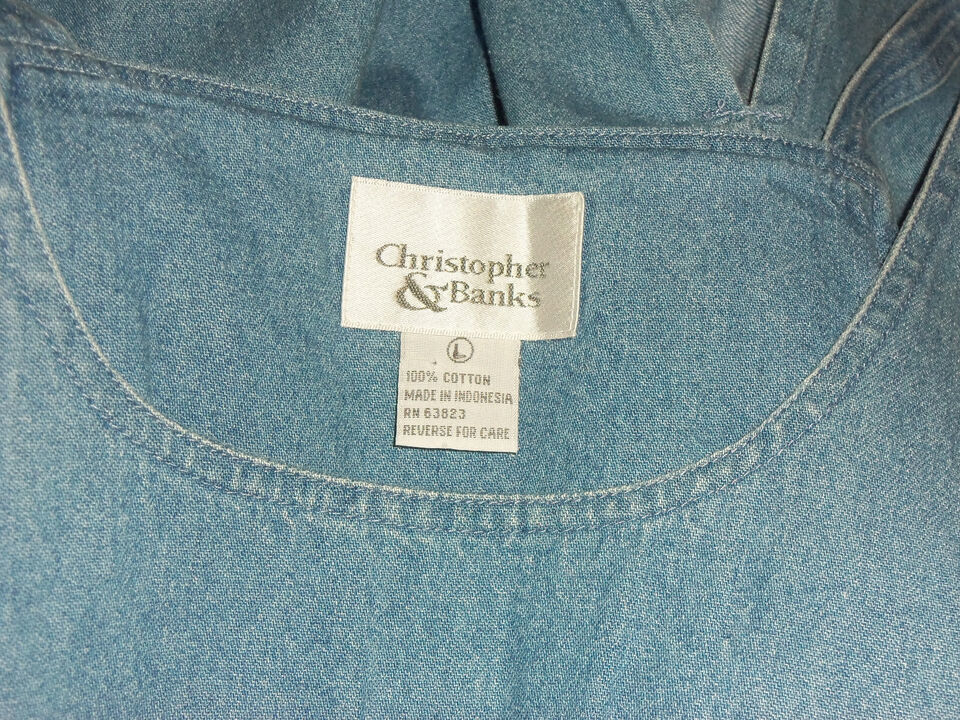 Christopher
& Banks
L
100% COTTON
MADE IN INDONESIA
RN 63823
REVERSE FOR CARE